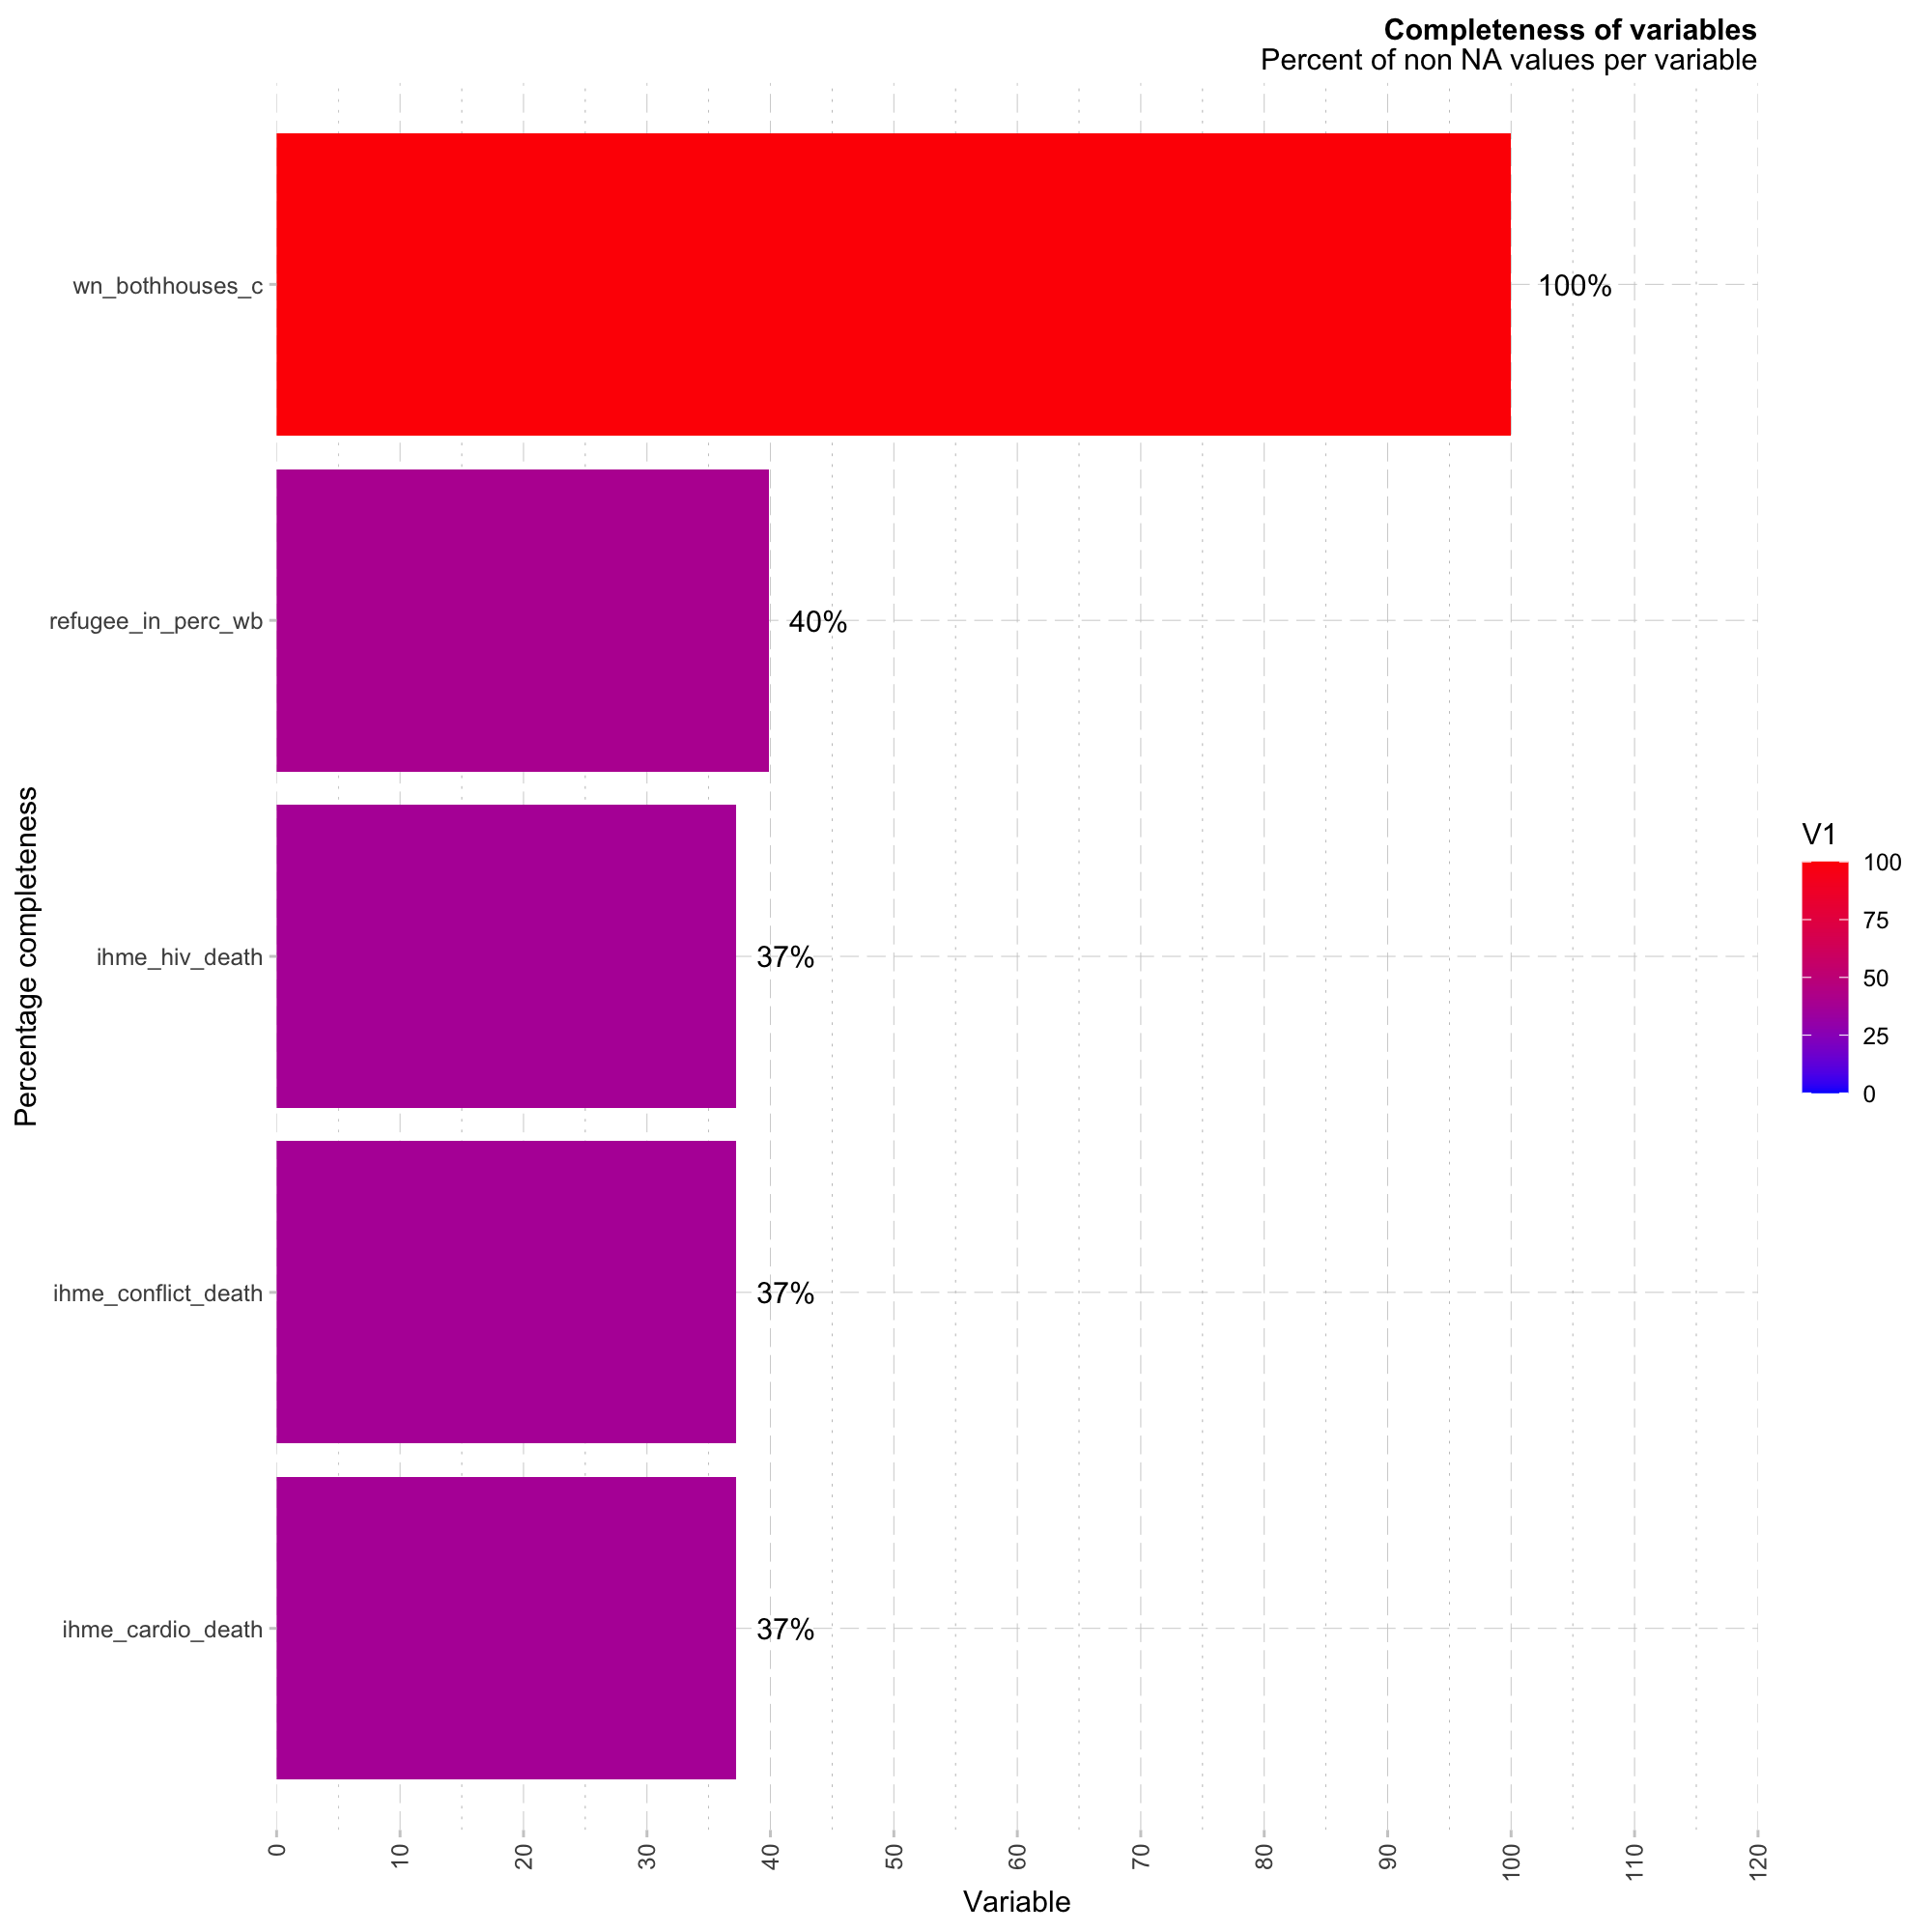 Completeness of variables
Percent of non NA values per variable
wn_bothhouses_c
100%
refugee_in_perc_wb
40%
ihme_hiv_death
37%
ihme_conflict_death
37%
ihme_cardio_death
37%
Percentage completeness
0 10 20 30 40 50 60 70 80 90 100 110 120
Variable
V1
100
75
50
25
0